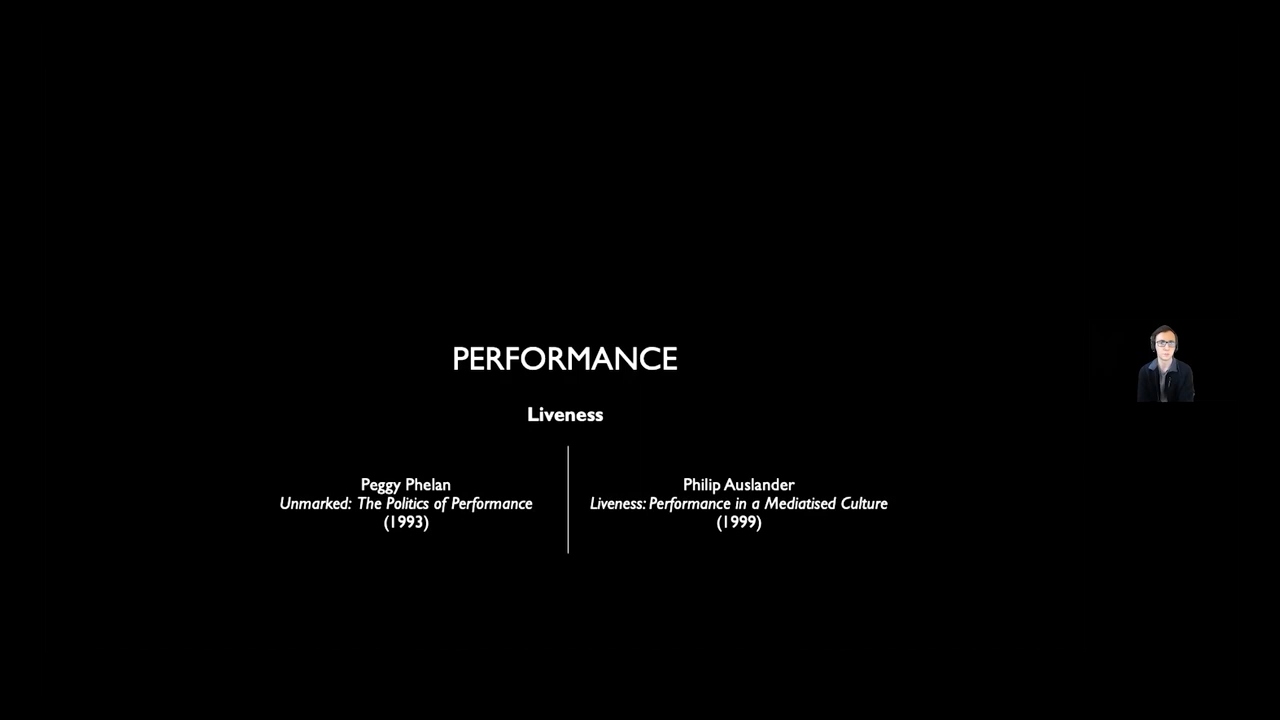 PERFORMANCE
Liveness
Peggy Phelan
Unmarked: The Politics of Performance
(1993)
Philip Auslander
Liveness: Performance in a Mediatised Culture
(1999)